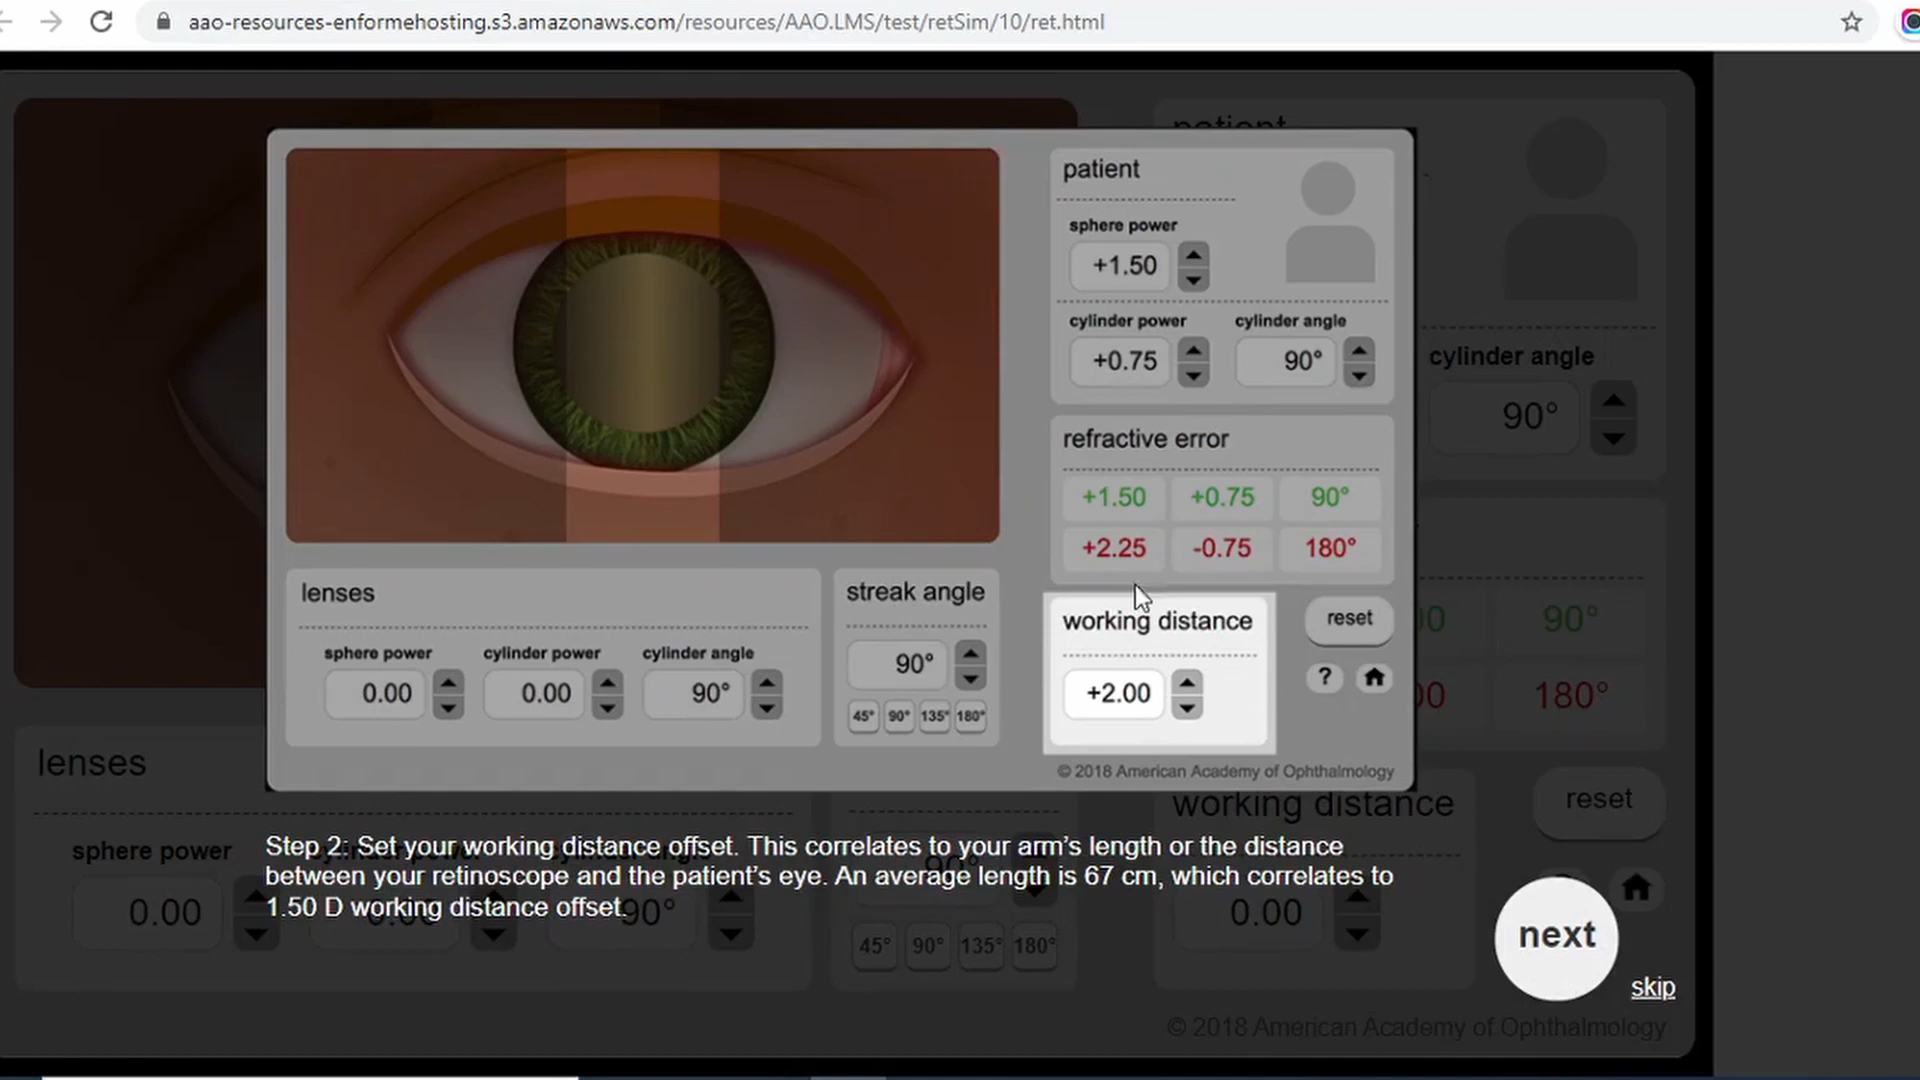 aao-resources-enformehosting.s3.amazonaws.com/resources/AAO.LMS/test/retSim/10/ret.html
patient
patient
sphere power
+1.50
cylinder power cylinder angle
+0.75 90°
cylinder angle
90°
refractive error
+1.50 +0.75 90°
+2.25 -0.75 180°
90°
180°
lenses
sphere power cylinder power cylinder angle
0.00 0.00 90°
streak angle
90°
45° 90° 135° 180°
working distance
+2.00
reset
?
© 2018 American Academy of Ophthalmology
Step 2: Set your working distance offset. This correlates to your arm's length or the distance
between your retinoscope and the patient's eye. An average length is 67 cm, which correlates to
1.50 D working distance offset.
lenses
sphere power
0.00
90°
45° 90° 135° 180°
working distance
0.00
reset
next
skip
© 2018 American Academy of Ophthalmology